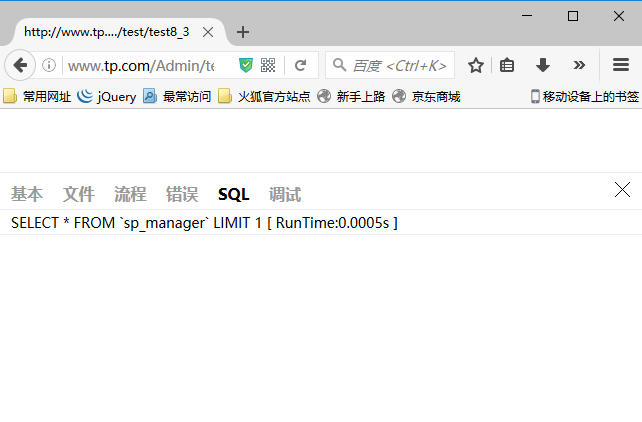 http://www.tp..../test/test8_3
www.tp.com/Admin/te
百度 <Ctrl+K>
常用网址 jQuery 最常访问 火狐官方站点 新手上路 京东商城 移动设备上的书签
基本 文件 流程 错误 SQL 调试
SELECT * FROM `sp_manager` LIMIT 1 [ RunTime:0.0005s ]